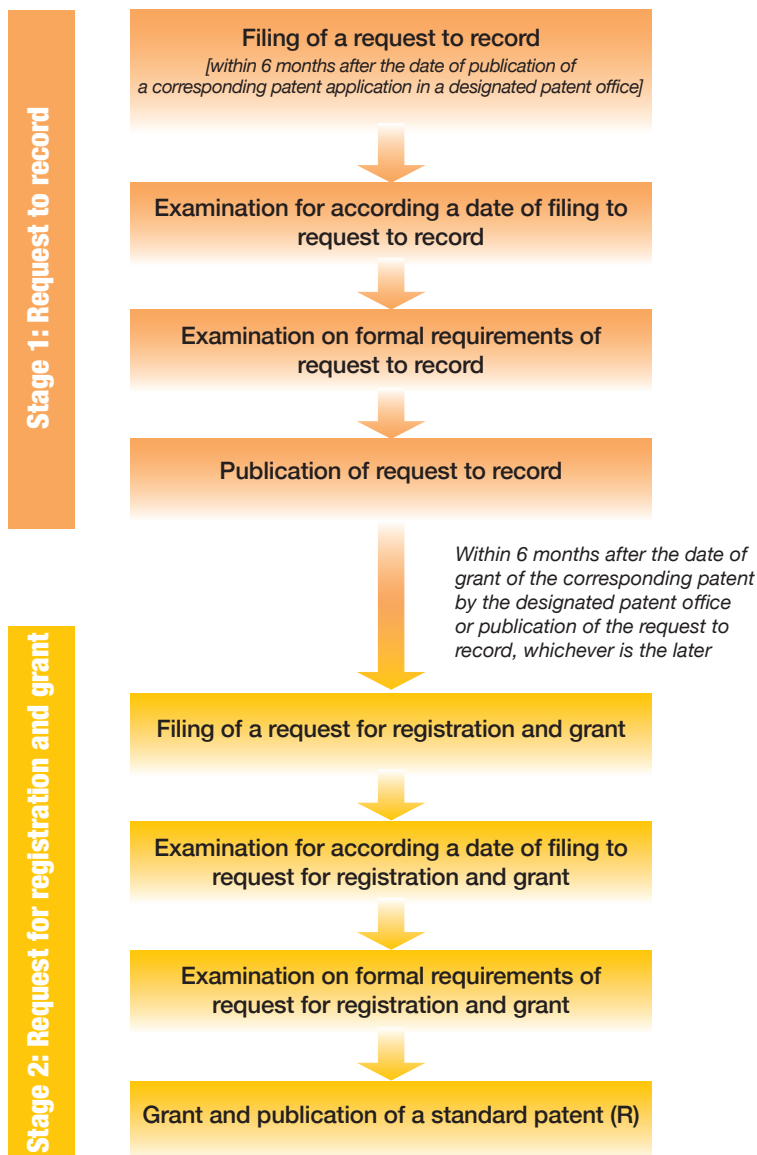 Stage 1: Request to record
Filing of a request to record
[within 6 months after the date of publication of
a corresponding patent application in a designated patent office]
Examination for according a date of filing to
request to record
Examination on formal requirements of
request to record
Publication of request to record
Within 6 months after the date of
grant of the corresponding patent
by the designated patent office
or publication of the request to
record, whichever is the later
Stage 2: Request for registration and grant
Filing of a request for registration and grant
Examination for according a date of filing to
request for registration and grant
Examination on formal requirements of
request for registration and grant
Grant and publication of a standard patent (R)